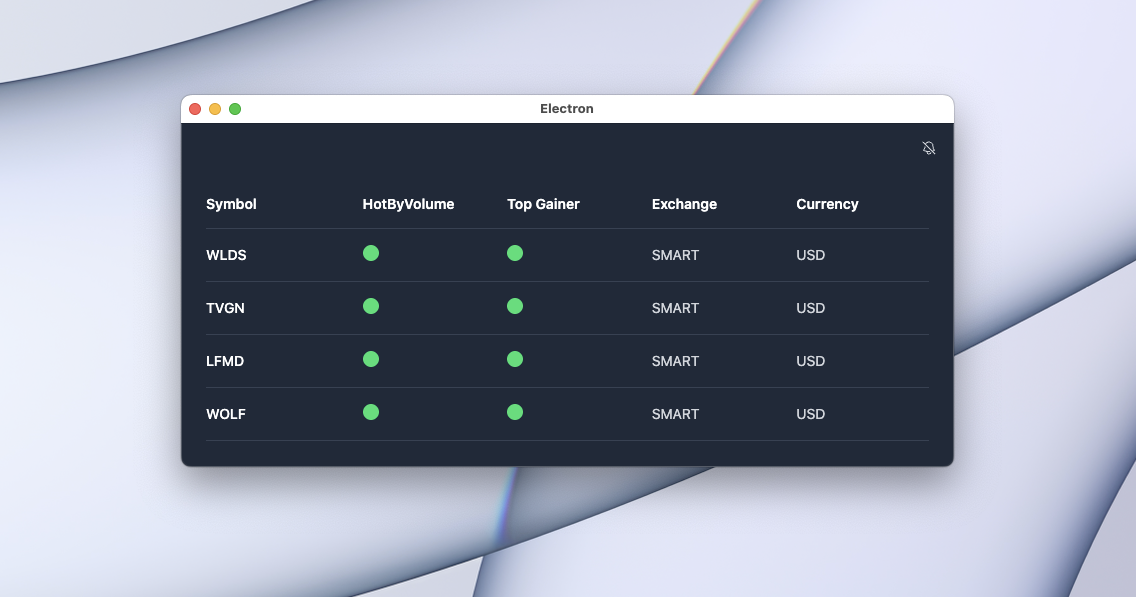 Electron
Symbol HotByVolume Top Gainer Exchange Currency
WLDS SMART USD
TVGN SMART USD
LFMD SMART USD
WOLF SMART USD